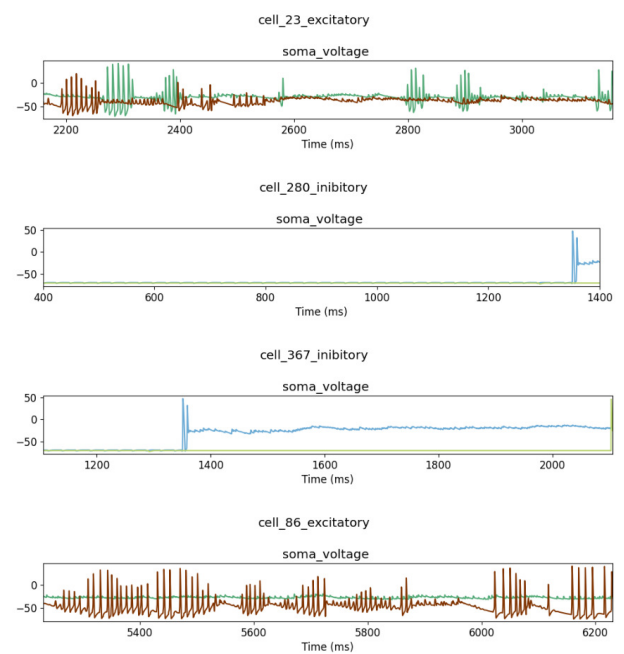 cell_23_excitatory
soma_voltage
0
−50
2200 2400 2600 2800 3000
Time (ms)
cell_280_inibitory
soma_voltage
50
0
−50
400 600 800 1000 1200 1400
Time (ms)
cell_367_inibitory
soma_voltage
50
0
−50
1200 1400 1600 1800 2000
Time (ms)
cell_86_excitatory
soma_voltage
0
−50
5400 5600 5800 6000 6200
Time (ms)